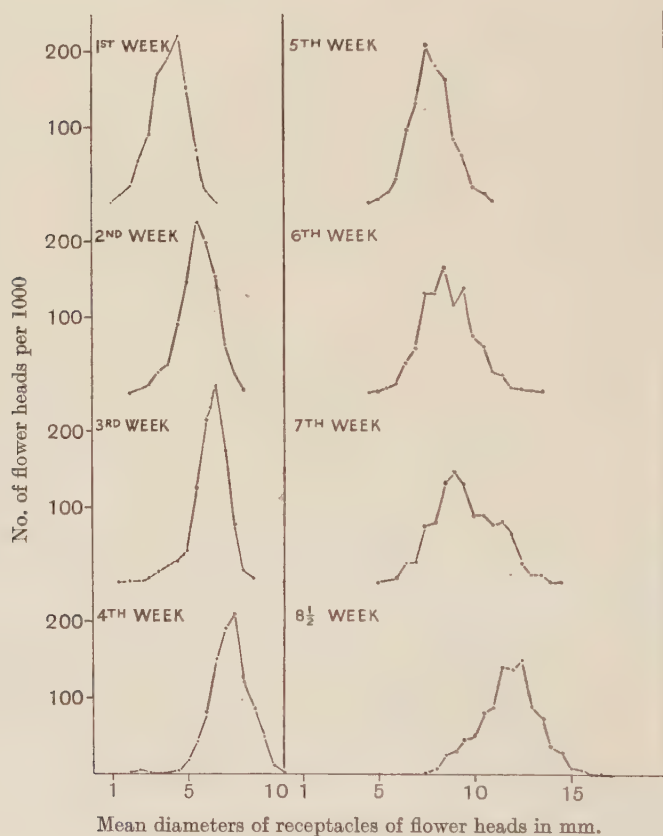 200
1ST WEEK
5TH WEEK
100
200
2ND WEEK
6TH WEEK
100
200
3RD WEEK
7TH WEEK
100
200
4TH WEEK
8½ WEEK
100
No. of flower heads per 1000
1 5 10 1 5 10 15
Mean diameters of receptacles of flower heads in mm.